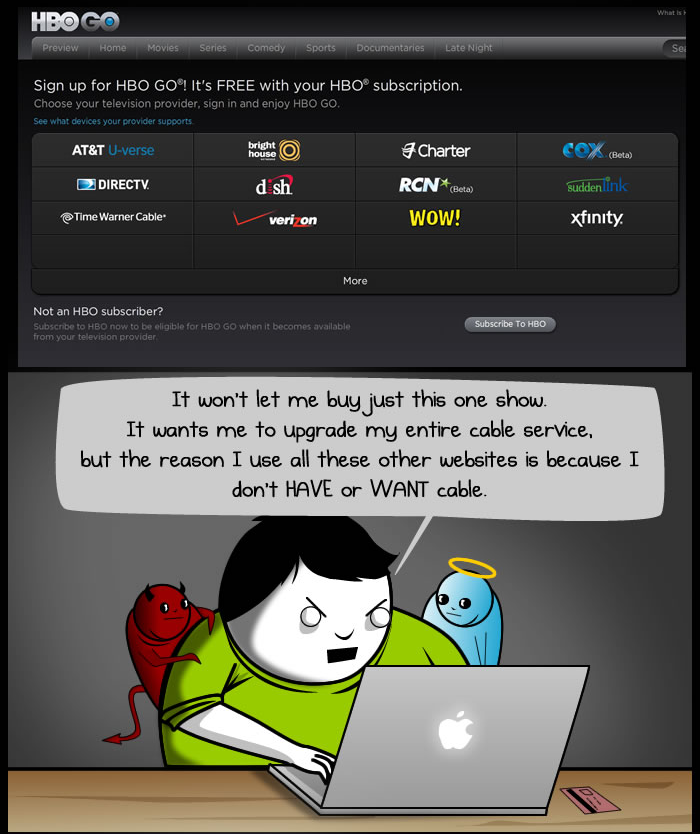 HBO GO
What Is H
Preview Home Movies Series Comedy Sports Documentaries Late Night Sea
Sign up for HBO GO®! It's FREE with your HBO® subscription.
Choose your television provider, sign in and enjoy HBO GO.
See what devices your provider supports.
AT&T U-verse bright house Charter COX (Beta)
DIRECTV dish RCN (Beta) suddenlink
Time Warner Cable verizon WOW! xfinity
More
Not an HBO subscriber?
Subscribe to HBO now to be eligible for HBO GO when it becomes available
from your television provider.
Subscribe To HBO
It won't let me buy just this one show.
It wants me to upgrade my entire cable service,
but the reason I use all these other websites is because I
don't HAVE or WANT cable.